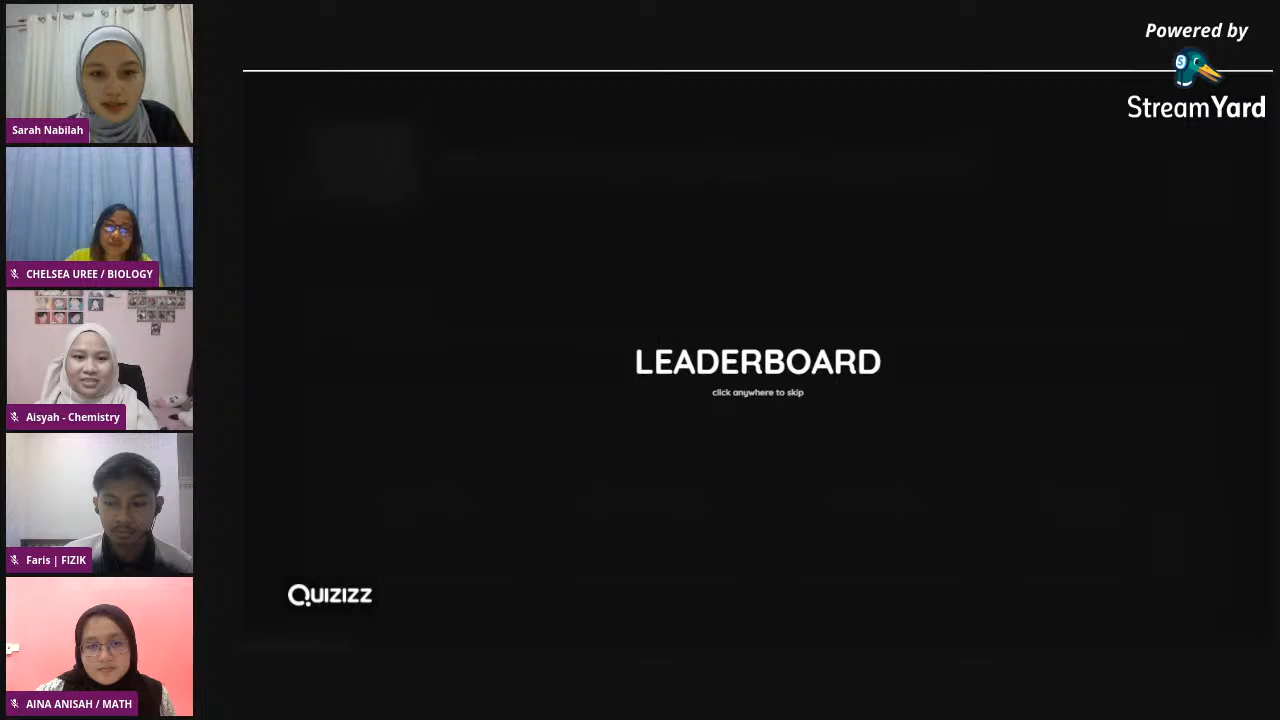 Sarah Nabilah
CHELSEA UREE / BIOLOGY
Aisyah - Chemistry
Faris | FIZIK
AINA ANISAH / MATH
Powered by
S
StreamYard
LEADERBOARD
click anywhere to skip
QUIZIZZ